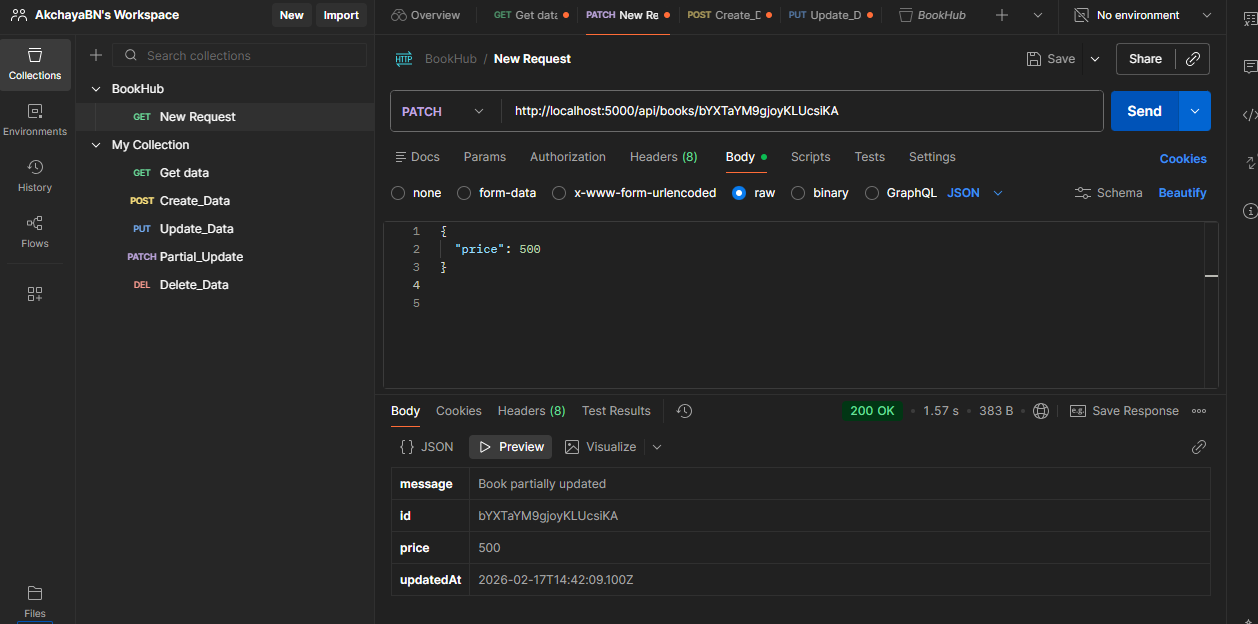 AkchayaBN's Workspace
New
Import
Overview
GET Get data
PATCH New Re
POST Create_D
PUT Update_D
BookHub
No environment
Collections
Environments
History
Flows
Files
Search collections
BookHub
GET New Request
My Collection
GET Get data
POST Create_Data
PUT Update_Data
PATCH Partial_Update
DEL Delete_Data
HTTP
BookHub / New Request
Save
Share
PATCH
http://localhost:5000/api/books/bYXTaYM9gjoyKLUcsiKA
Send
Docs
Params
Authorization
Headers (8)
Body
Scripts
Tests
Settings
Cookies
none
form-data
x-www-form-urlencoded
raw
binary
GraphQL
JSON
Schema
Beautify
1 {
2 "price": 500
3 }
4
5
Body
Cookies
Headers (8)
Test Results
200 OK
1.57 s
383 B
e.g.
Save Response
{} JSON
Preview
Visualize
message Book partially updated
id bYXTaYM9gjoyKLUcsiKA
price 500
updatedAt 2026-02-17T14:42:09.100Z